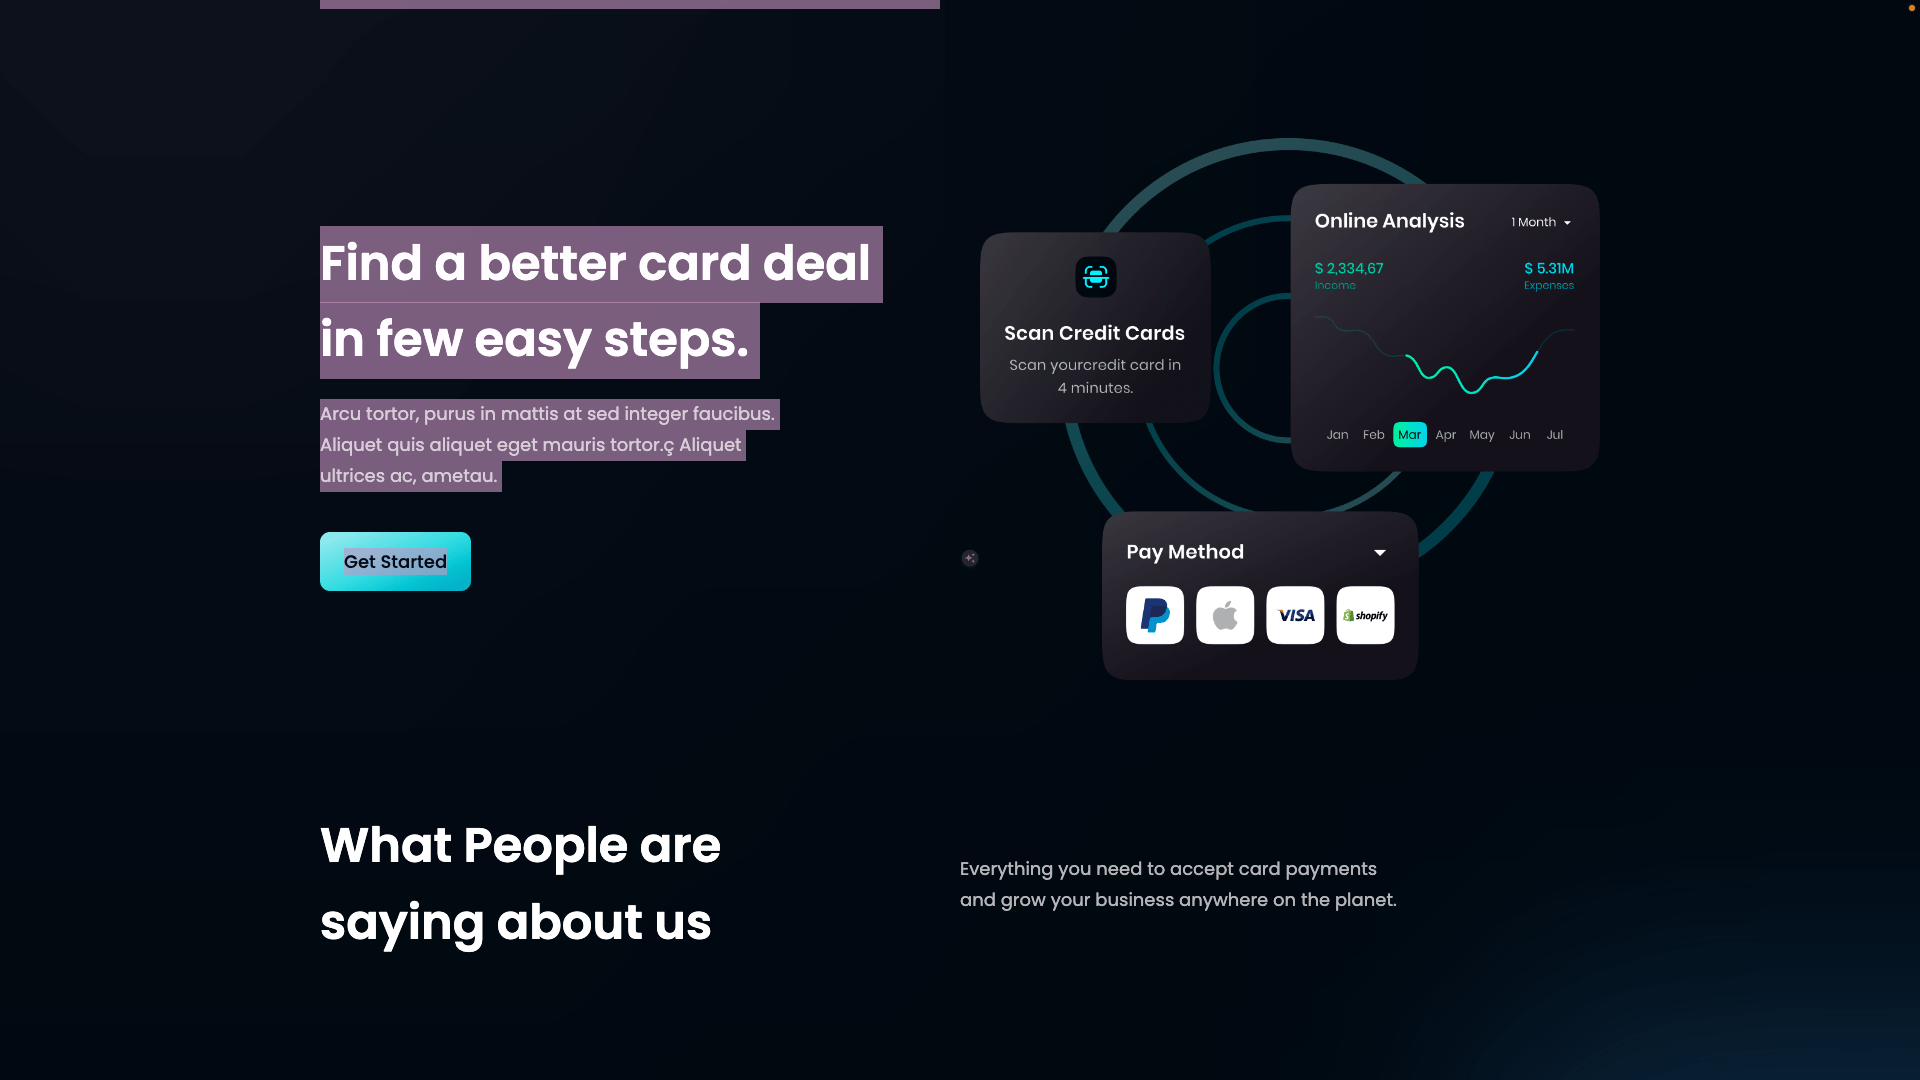 Find a better card deal
in few easy steps.
Arcu tortor, purus in mattis at sed integer faucibus.
Aliquet quis aliquet eget mauris tortor.ç Aliquet
ultrices ac, ametau.
Get Started
Scan Credit Cards
Scan yourcredit card in
4 minutes.
Online Analysis
1 Month
$ 2,334,67
$ 5.31M
Income
Expenses
Jan Feb Mar Apr May Jun Jul
Pay Method
VISA
shopify
What People are
saying about us
Everything you need to accept card payments
and grow your business anywhere on the planet.